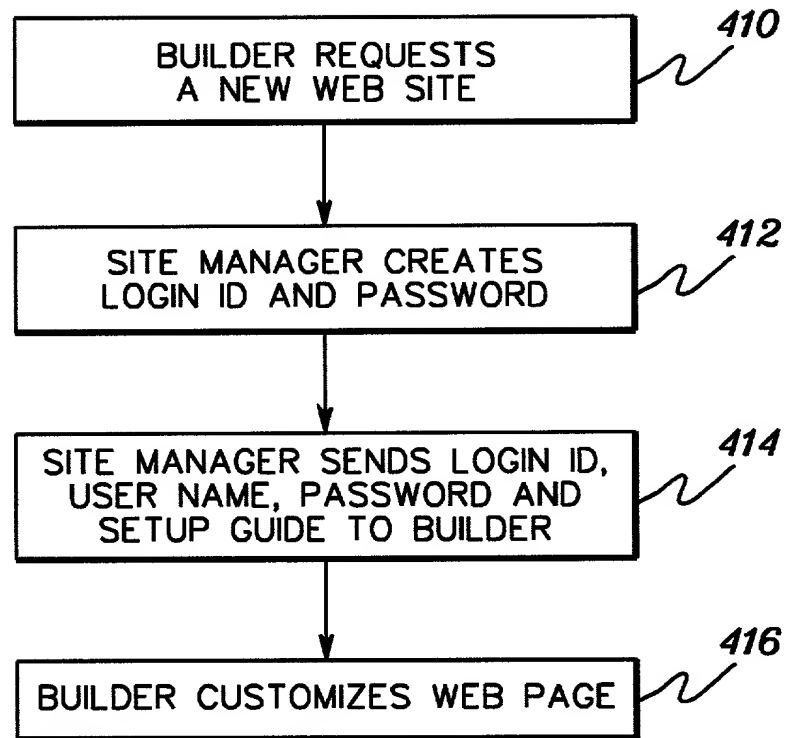 410
BUILDER REQUESTS
A NEW WEB SITE
412
SITE MANAGER CREATES
LOGIN ID AND PASSWORD
414
SITE MANAGER SENDS LOGIN ID,
USER NAME, PASSWORD AND
SETUP GUIDE TO BUILDER
416
BUILDER CUSTOMIZES WEB PAGE